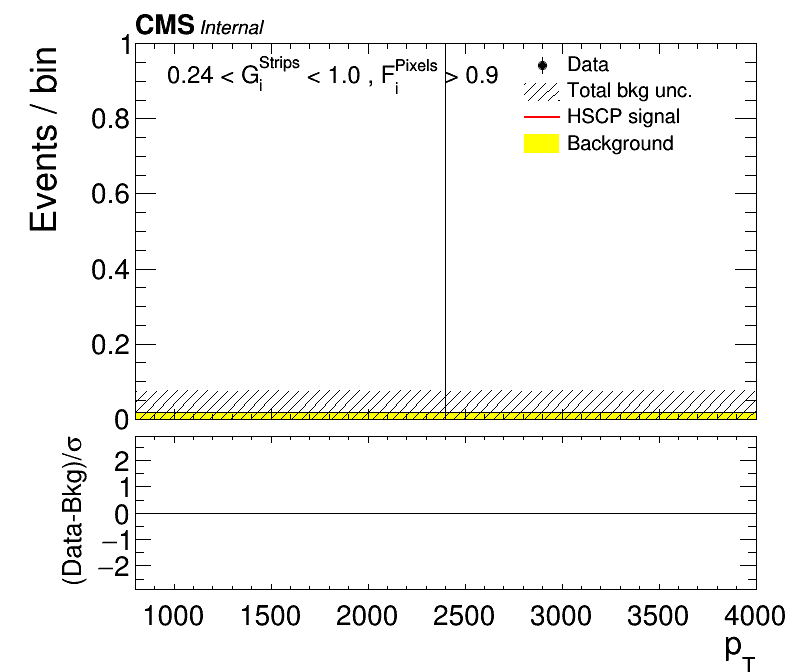 CMS Internal
0.24 < G_i^Strips < 1.0 , F_i^Pixels > 0.9
Data
Total bkg unc.
HSCP signal
Background
Events / bin
1
0.8
0.6
0.4
0.2
0
(Data-Bkg)/σ
2
1
0
−1
−2
1000 1500 2000 2500 3000 3500 4000
p_T